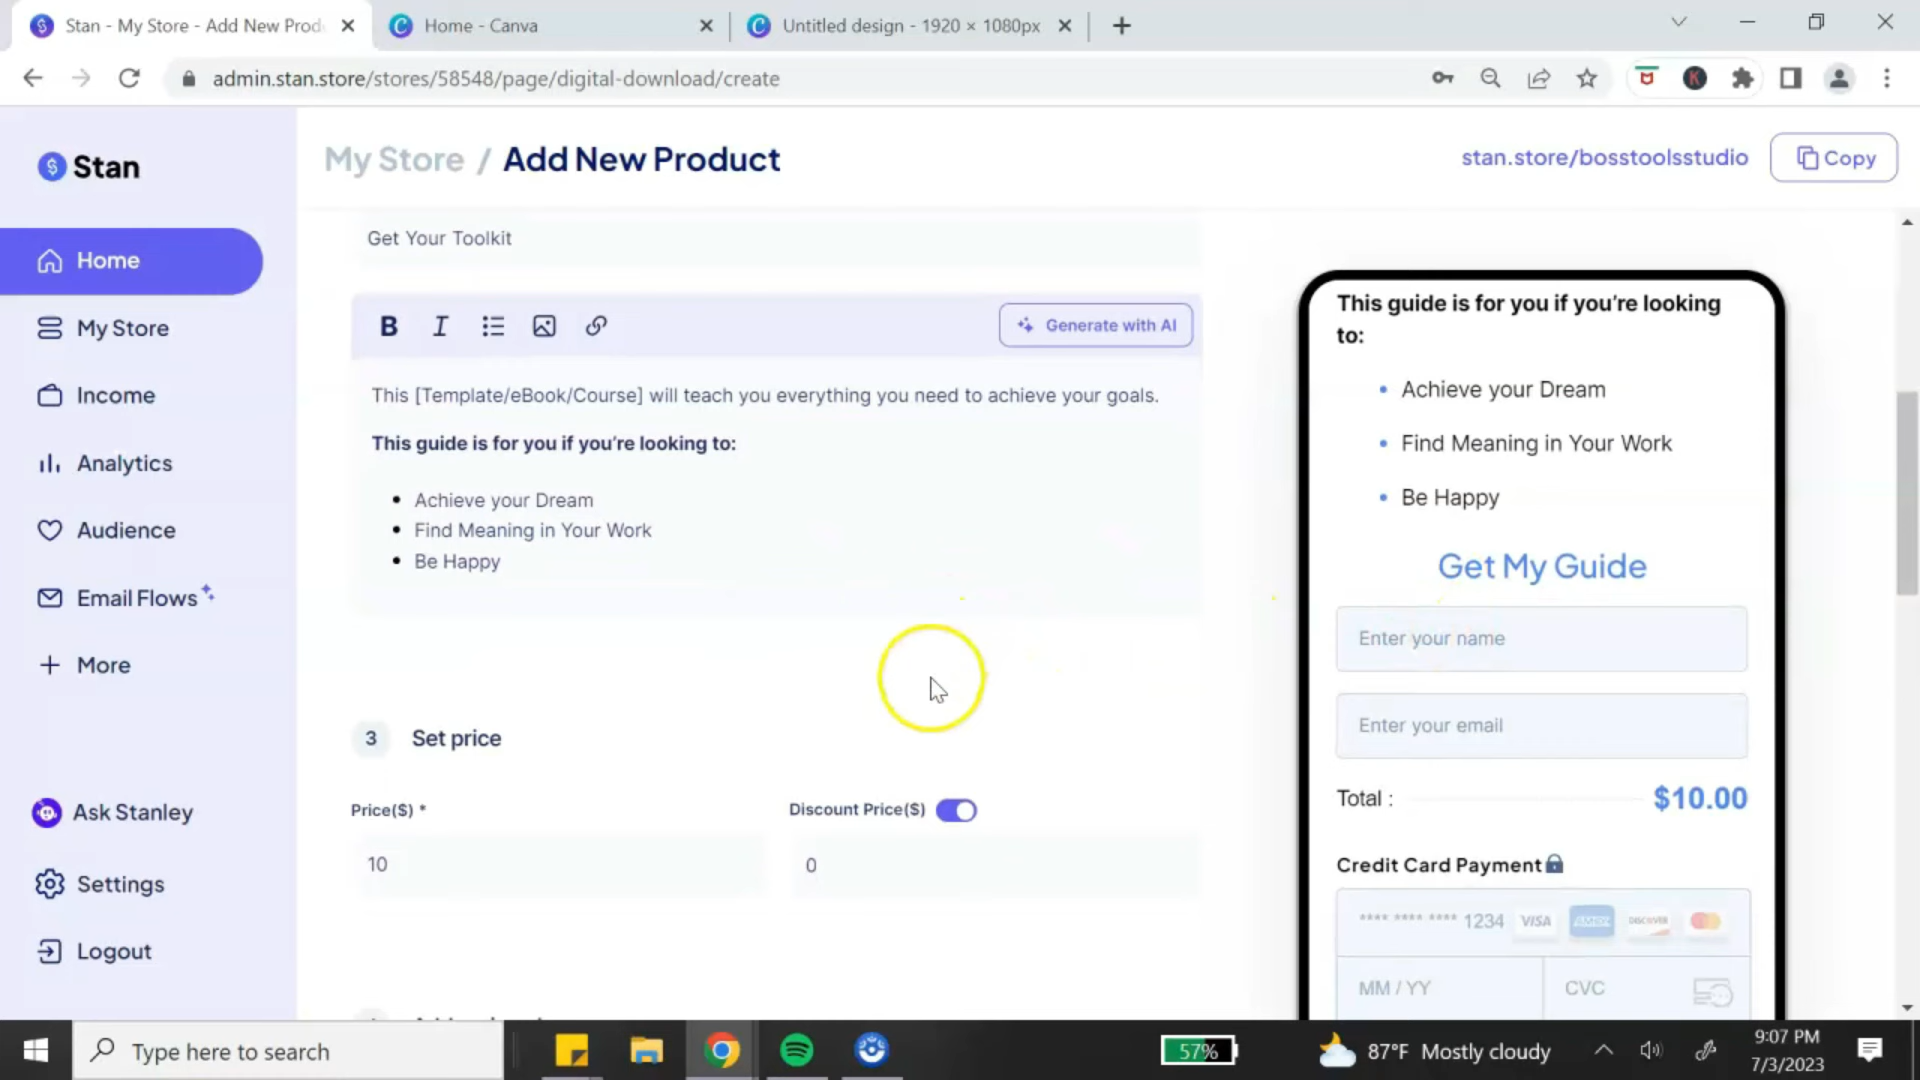 Stan - My Store - Add New Prod
Home - Canva
Untitled design - 1920 × 1080px
admin.stan.store/stores/58548/page/digital-download/create
Stan
My Store / Add New Product
stan.store/bosstoolsstudio
Copy
Home
My Store
Income
Analytics
Audience
Email Flows
More
Ask Stanley
Settings
Logout
Get Your Toolkit
B I
Generate with AI
This [Template/eBook/Course] will teach you everything you need to achieve your goals.
This guide is for you if you're looking to:
• Achieve your Dream
• Find Meaning in Your Work
• Be Happy
3 Set price
Price($) *
Discount Price($)
10
0
This guide is for you if you're looking
to:
• Achieve your Dream
• Find Meaning in Your Work
• Be Happy
Get My Guide
Enter your name
Enter your email
Total :
$10.00
Credit Card Payment
**** **** **** 1234
VISA
AMEX
DISCOVER
MM / YY
CVC
Type here to search
57%
87°F Mostly cloudy
9:07 PM
7/3/2023